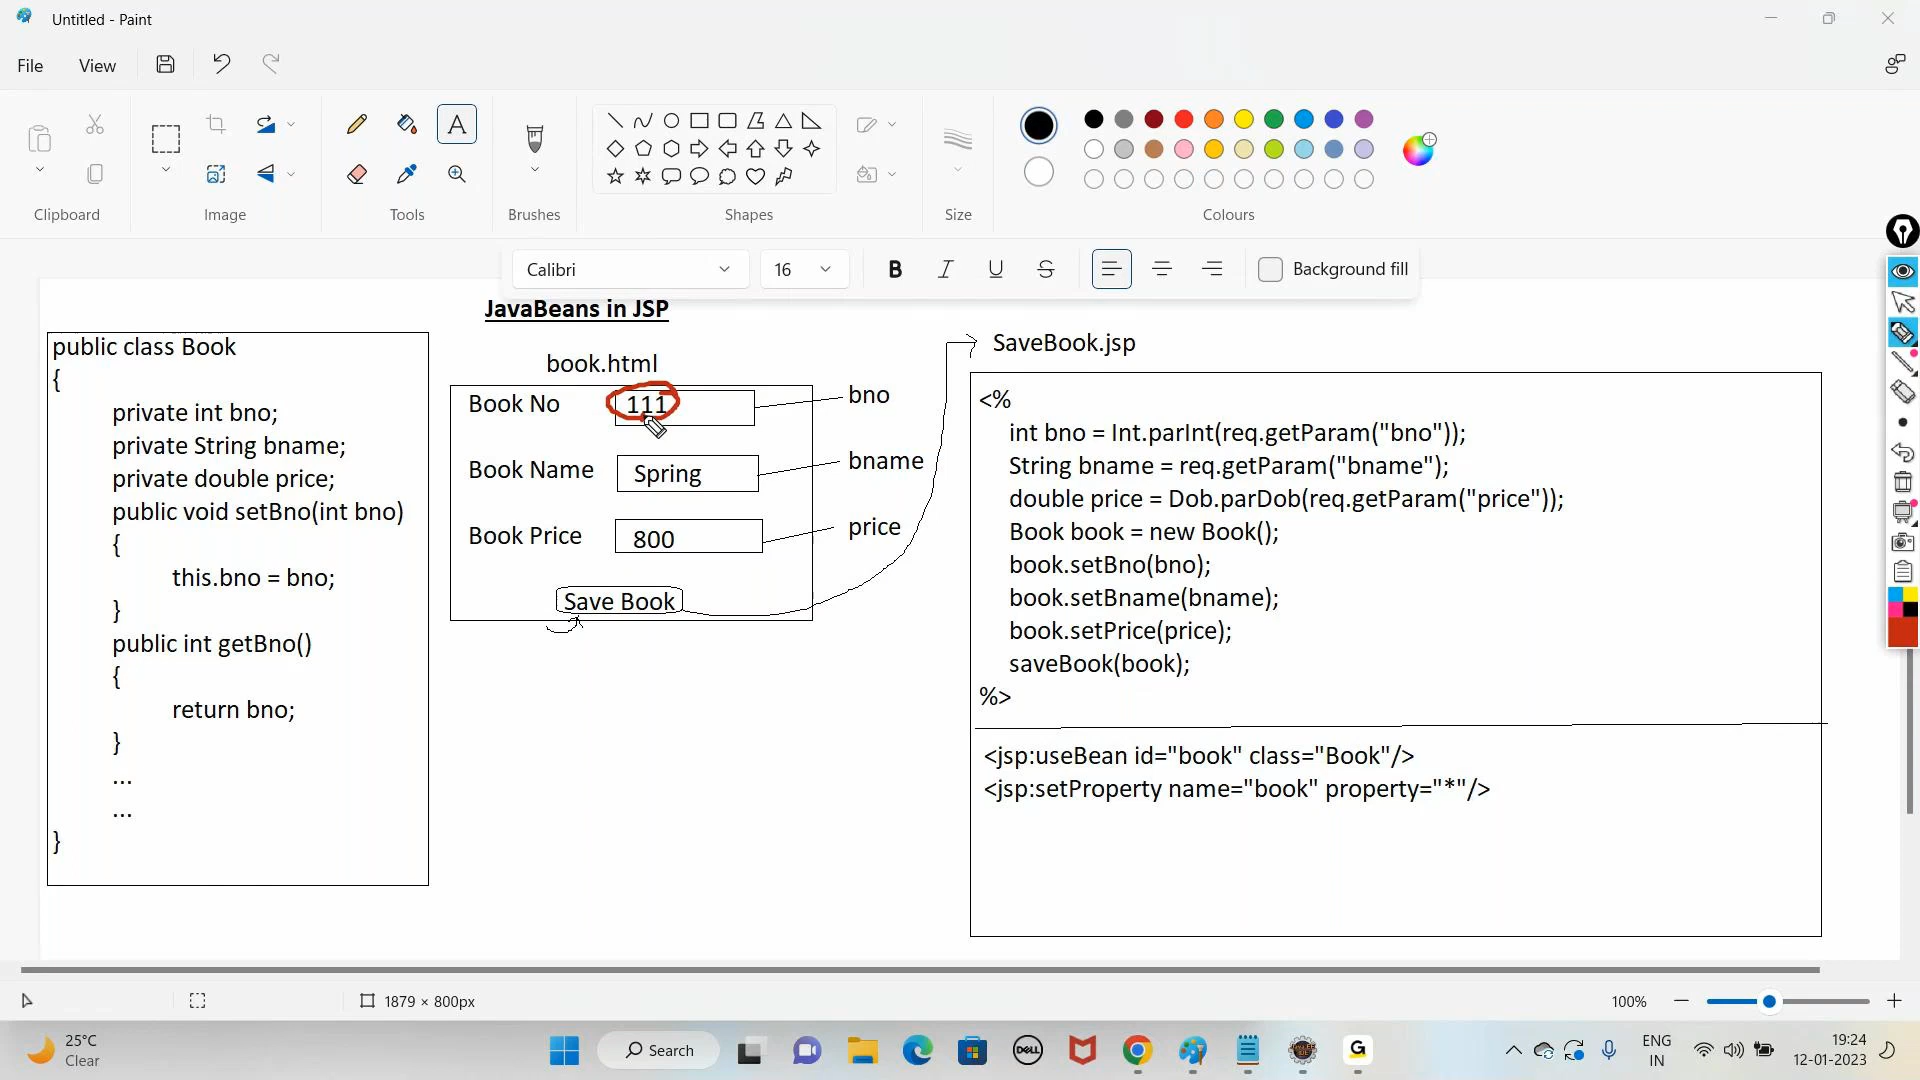 Untitled - Paint
File View
Clipboard
Image
Tools
Brushes
Shapes
Size
Colours
Calibri 16 B I U S Background fill
JavaBeans in JSP
public class Book
{
private int bno;
private String bname;
private double price;
public void setBno(int bno)
{
this.bno = bno;
}
public int getBno()
{
return bno;
}
...
...
}
book.html
Book No 111 bno
Book Name Spring bname
Book Price 800 price
Save Book
SaveBook.jsp
<%
int bno = Int.parInt(req.getParam("bno"));
String bname = req.getParam("bname");
double price = Dob.parDob(req.getParam("price"));
Book book = new Book();
book.setBno(bno);
book.setBname(bname);
book.setPrice(price);
saveBook(book);
%>
<jsp:useBean id="book" class="Book"/>
<jsp:setProperty name="book" property="*"/>
1879 × 800px
100%
25°C
Clear
Search
DELL
G
ENG
IN
19:24
12-01-2023